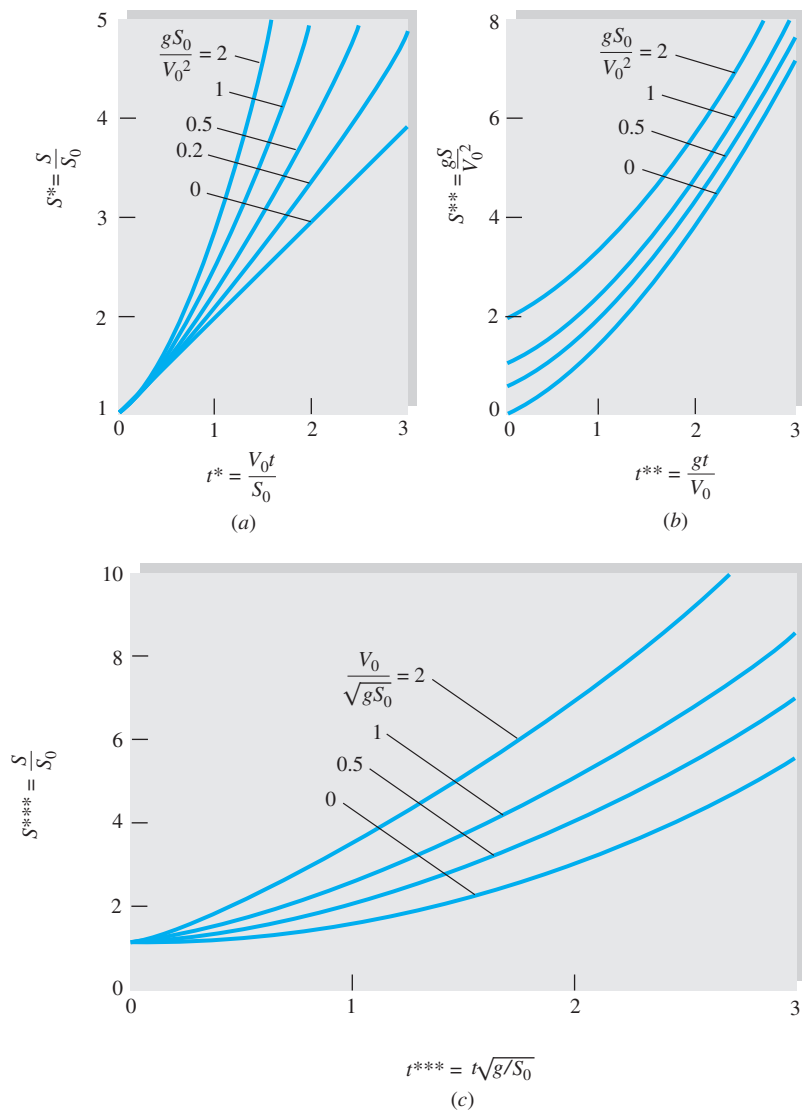 5
4
3
2
1
S* = S/S₀
gS₀/V₀² = 2
1
0.5
0.2
0
0 1 2 3
t* = V₀t/S₀
(a)
8
6
4
2
0
S** = gS/V₀²
gS₀/V₀² = 2
1
0.5
0
0 1 2 3
t** = gt/V₀
(b)
10
8
6
4
2
0
S*** = S/S₀
V₀/√gS₀ = 2
1
0.5
0
0 1 2 3
t*** = t√g/S₀
(c)